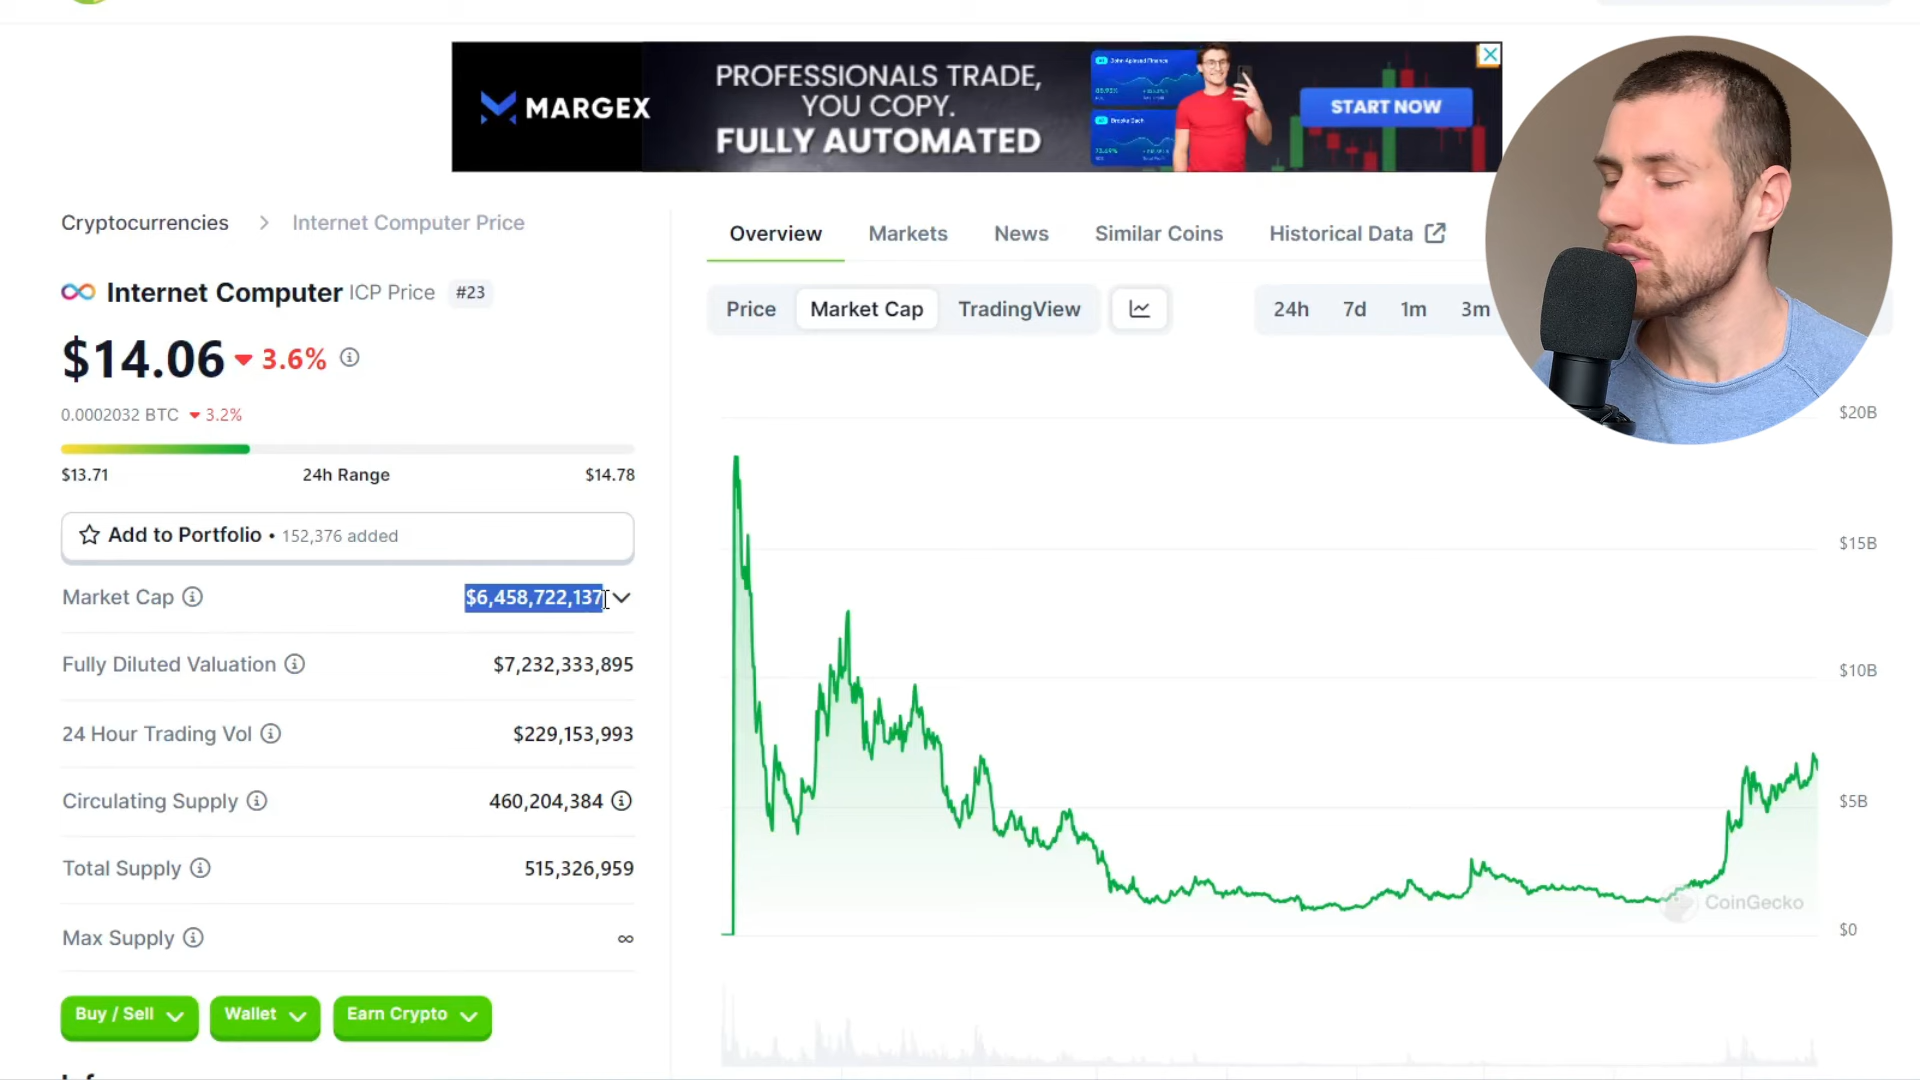 MARGEX
PROFESSIONALS TRADE,
YOU COPY.
FULLY AUTOMATED
START NOW
Cryptocurrencies > Internet Computer Price
Internet Computer ICP Price #23
$14.06 3.6%
0.0002032 BTC 3.2%
$13.71 24h Range $14.78
Add to Portfolio • 152,376 added
Market Cap $6,458,722,137
Fully Diluted Valuation $7,232,333,895
24 Hour Trading Vol $229,153,993
Circulating Supply 460,204,384
Total Supply 515,326,959
Max Supply ∞
Buy / Sell Wallet Earn Crypto
Overview Markets News Similar Coins Historical Data
Price Market Cap TradingView 24h 7d 1m 3m
$20B
$15B
$10B
$5B
$0
CoinGecko